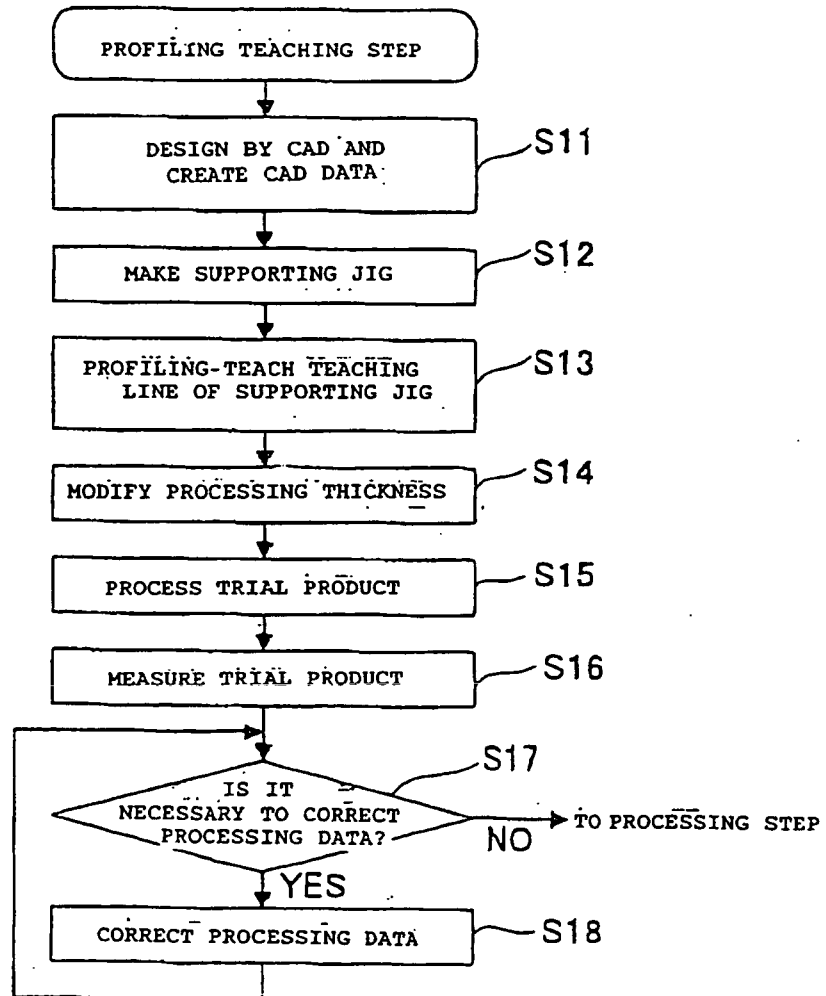 PROFILING TEACHING STEP
DESIGN BY CAD AND
CREATE CAD DATA
S11
MAKE SUPPORTING JIG
S12
PROFILING-TEACH TEACHING
LINE OF SUPPORTING JIG
S13
MODIFY PROCESSING THICKNESS
S14
PROCESS TRIAL PRODUCT
S15
MEASURE TRIAL PRODUCT
S16
IS IT
NECESSARY TO CORRECT
PROCESSING DATA?
S17
NO
TO PROCESSING STEP
YES
CORRECT PROCESSING DATA
S18